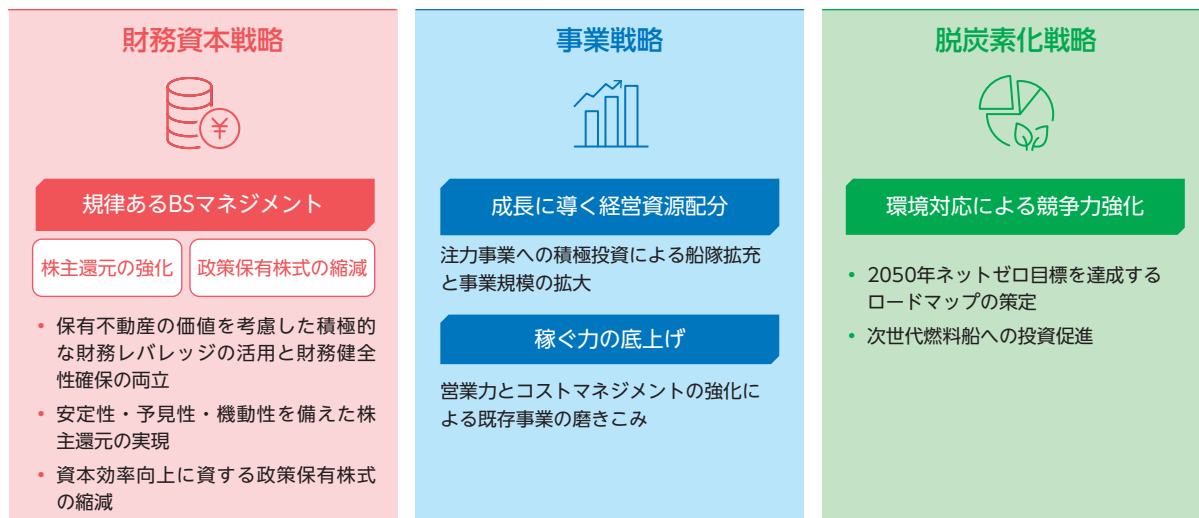 財務資本戦略
¥
規律あるBSマネジメント
株主還元の強化
政策保有株式の縮減
• 保有不動産の価値を考慮した積極的
な財務レバレッジの活用と財務健全
性確保の両立
• 安定性・予見性・機動性を備えた株
主還元の実現
• 資本効率向上に資する政策保有株式
の縮減
事業戦略
成長に導く経営資源配分
注力事業への積極投資による船隊拡充
と事業規模の拡大
稼ぐ力の底上げ
営業力とコストマネジメントの強化に
よる既存事業の磨きこみ
脱炭素化戦略
環境対応による競争力強化
• 2050年ネットゼロ目標を達成する
ロードマップの策定
• 次世代燃料船への投資促進